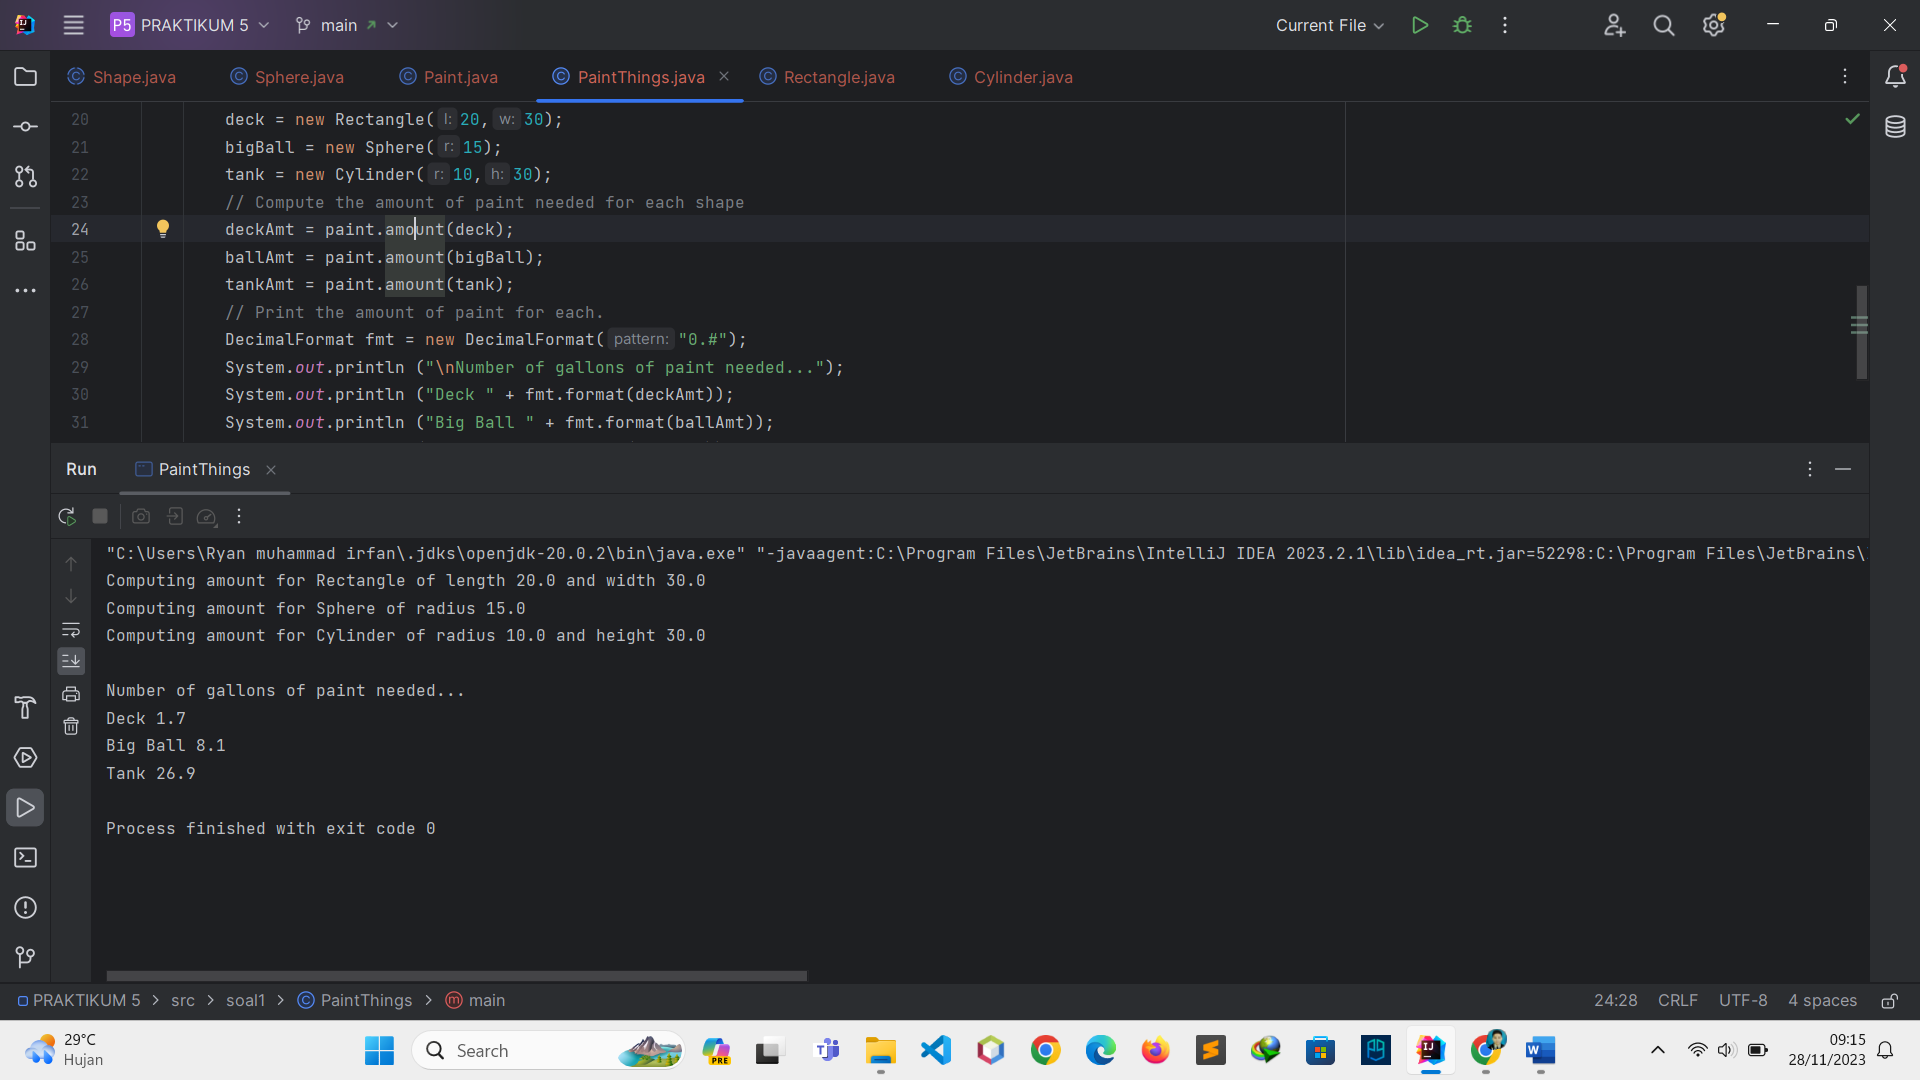 P5 PRAKTIKUM 5 main Current File
Shape.java Sphere.java Paint.java PaintThings.java Rectangle.java Cylinder.java
20 deck = new Rectangle( l: 20, w: 30);
21 bigBall = new Sphere( r: 15);
22 tank = new Cylinder( r: 10, h: 30);
23 // Compute the amount of paint needed for each shape
24 deckAmt = paint.amount(deck);
25 ballAmt = paint.amount(bigBall);
26 tankAmt = paint.amount(tank);
27 // Print the amount of paint for each.
28 DecimalFormat fmt = new DecimalFormat( pattern: "0.#");
29 System.out.println ("\nNumber of gallons of paint needed...");
30 System.out.println ("Deck " + fmt.format(deckAmt));
31 System.out.println ("Big Ball " + fmt.format(ballAmt));
Run PaintThings
"C:\Users\Ryan muhammad irfan\.jdks\openjdk-20.0.2\bin\java.exe" "-javaagent:C:\Program Files\JetBrains\IntelliJ IDEA 2023.2.1\lib\idea_rt.jar=52298:C:\Program Files\JetBrains\
Computing amount for Rectangle of length 20.0 and width 30.0
Computing amount for Sphere of radius 15.0
Computing amount for Cylinder of radius 10.0 and height 30.0
Number of gallons of paint needed...
Deck 1.7
Big Ball 8.1
Tank 26.9
Process finished with exit code 0
PRAKTIKUM 5 > src > soal1 > PaintThings > main 24:28 CRLF UTF-8 4 spaces
29°C
Hujan
Search
PRE
09:15
28/11/2023